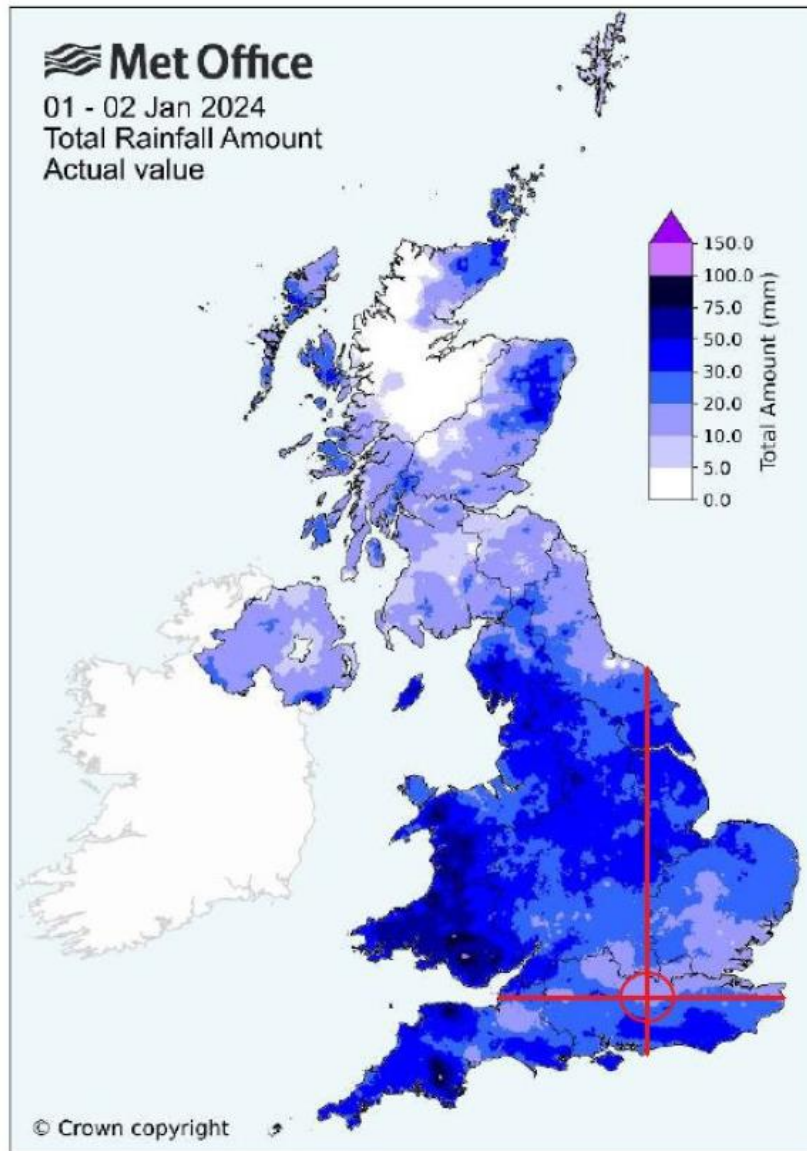 Met Office
01 - 02 Jan 2024
Total Rainfall Amount
Actual value
150.0
100.0
75.0
50.0
30.0
20.0
10.0
5.0
0.0
Total Amount (mm)
© Crown copyright